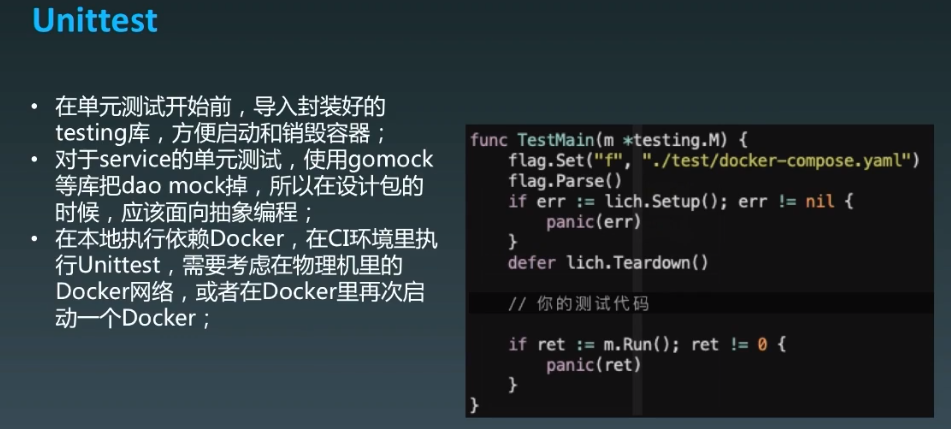 Unittest
• 在单元测试开始前，导入封装好的
testing库，方便启动和销毁容器；
• 对于service的单元测试，使用gomock
等库把dao mock掉，所以在设计包的
时候，应该面向抽象编程；
• 在本地执行依赖Docker，在CI环境里执
行Unittest，需要考虑在物理机里的
Docker网络，或者在Docker里再次启
动一个Docker；
func TestMain(m *testing.M) {
    flag.Set("f", "./test/docker-compose.yaml")
    flag.Parse()
    if err := lich.Setup(); err != nil {
        panic(err)
    }
    defer lich.Teardown()
    // 你的测试代码
    if ret := m.Run(); ret != 0 {
        panic(ret)
    }
}